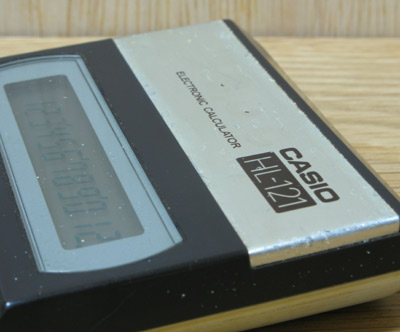 ELECTRONIC CALCULATOR
CASIO
HL-121